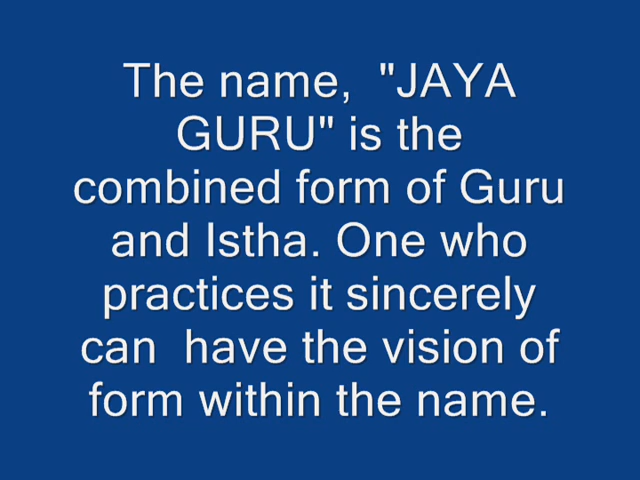 The name,  "JAYA
GURU" is the
combined form of Guru
and Istha. One who
practices it sincerely
can  have the vision of
form within the name.